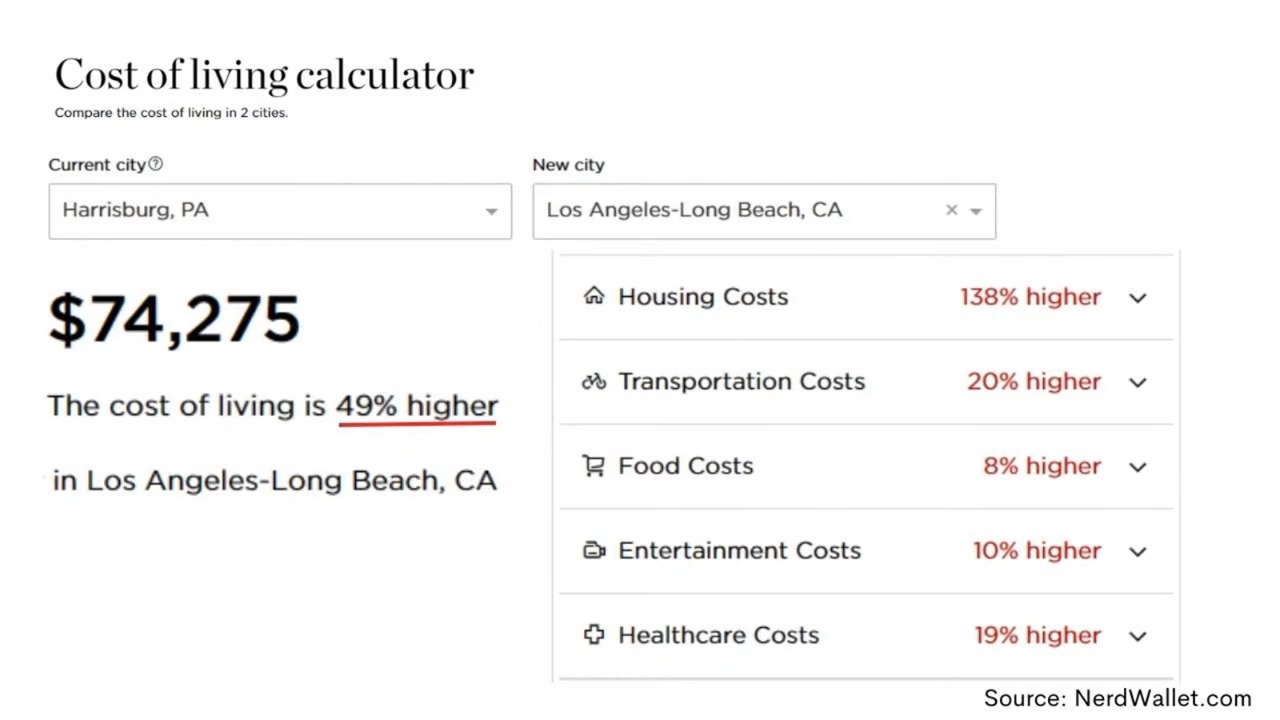 Cost of living calculator
Compare the cost of living in 2 cities.
Current city?
Harrisburg, PA
New city
Los Angeles-Long Beach, CA ×
$74,275
The cost of living is 49% higher
in Los Angeles-Long Beach, CA
Housing Costs 138% higher
Transportation Costs 20% higher
Food Costs 8% higher
Entertainment Costs 10% higher
Healthcare Costs 19% higher
Source: NerdWallet.com